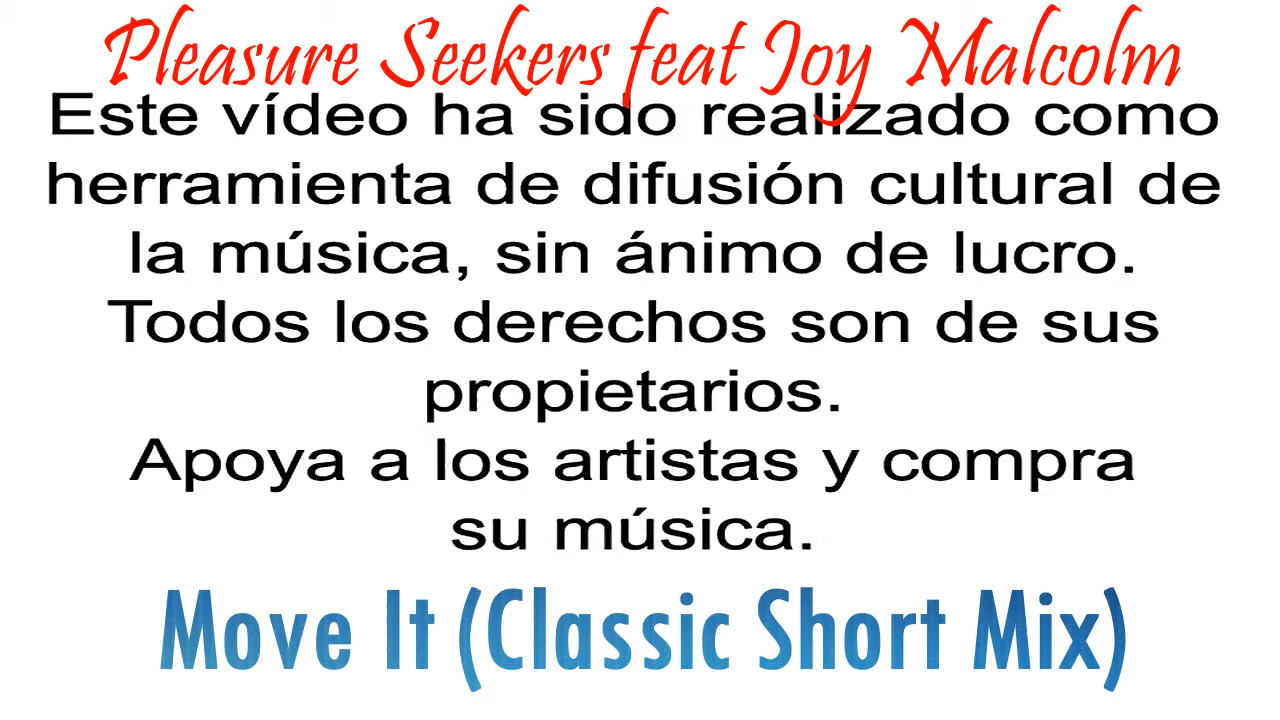 Pleasure Seekers feat Joy Malcolm
Este vídeo ha sido realizado como
herramienta de difusión cultural de
la música, sin ánimo de lucro.
Todos los derechos son de sus
propietarios.
Apoya a los artistas y compra
su música.
Move It (Classic Short Mix)